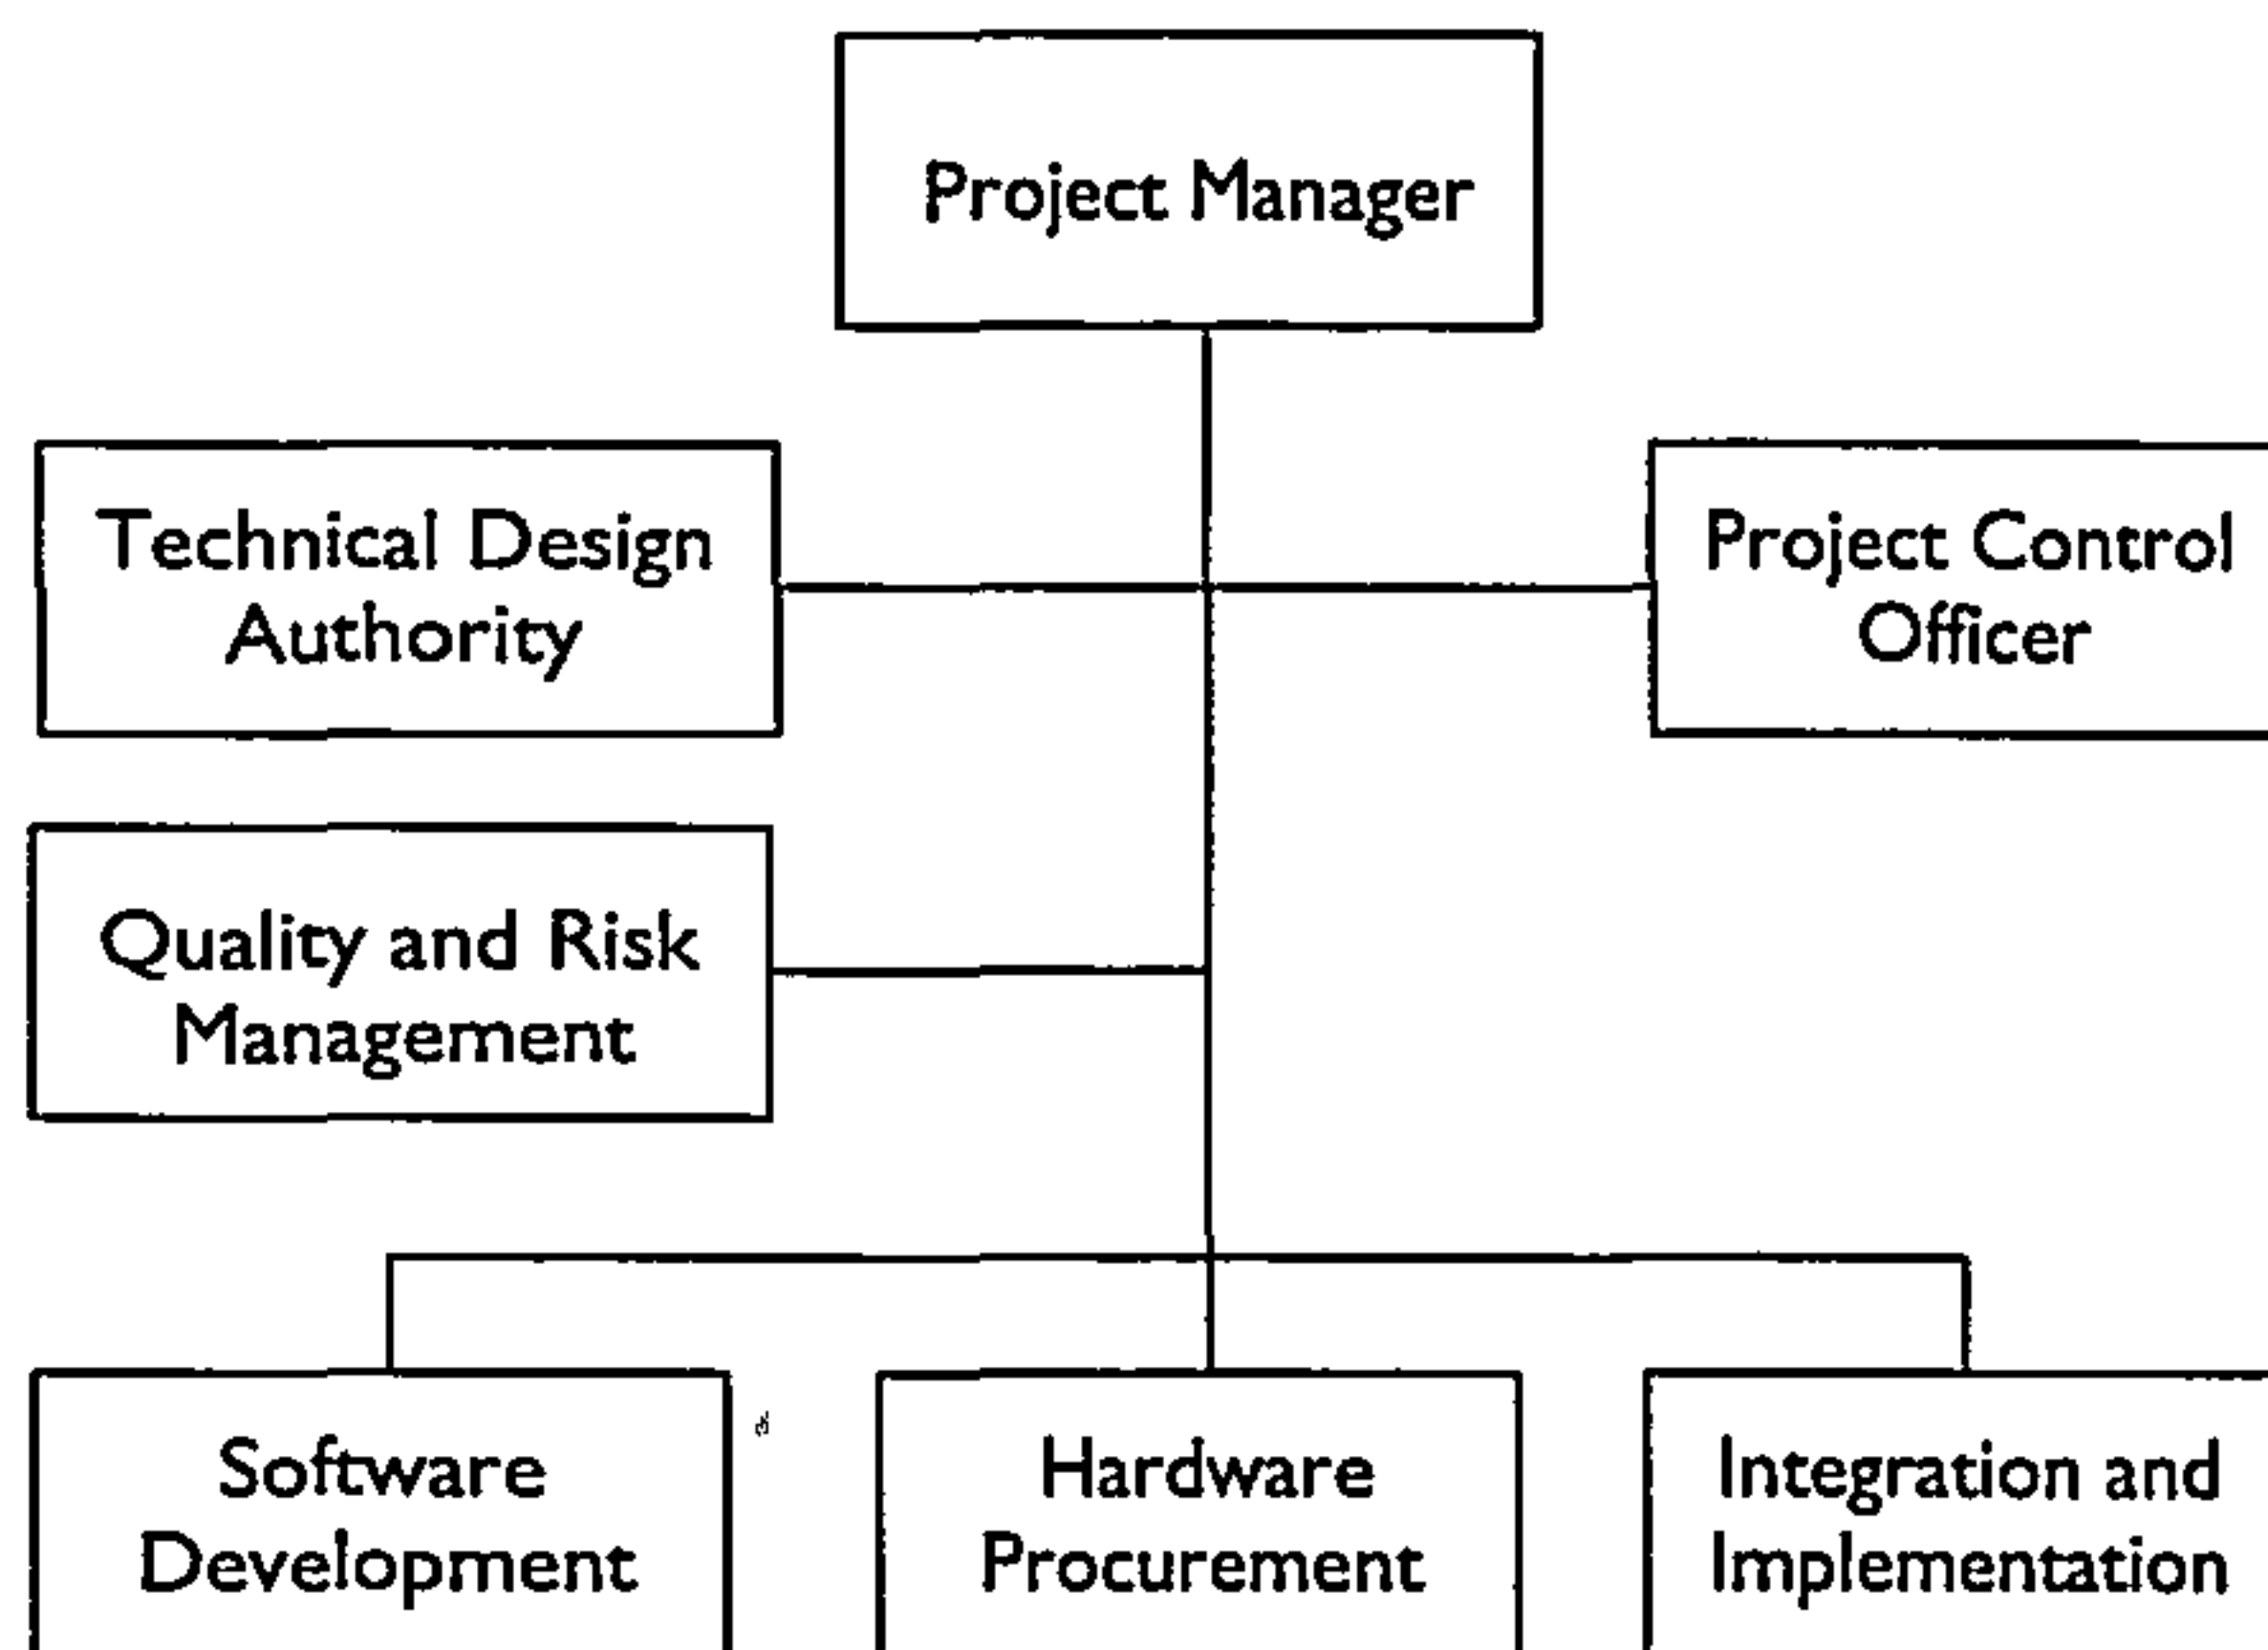 Project Manager
Technical Design
Authority
Project Control
Officer
Quality and Risk
Management
Software
Development
Hardware
Procurement
Integration and
Implementation